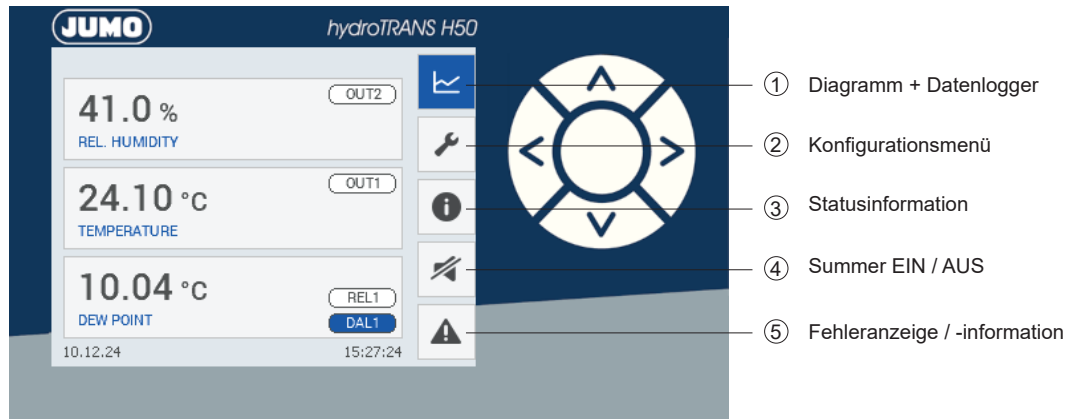 JUMO
hydroTRANS H50
OUT2
41.0 %
REL. HUMIDITY
OUT1
24.10 °C
TEMPERATURE
10.04 °C
REL1
DEW POINT
DAL1
10.12.24 15:27:24
1 Diagramm + Datenlogger
2 Konfigurationsmenü
3 Statusinformation
4 Summer EIN / AUS
5 Fehleranzeige / -information